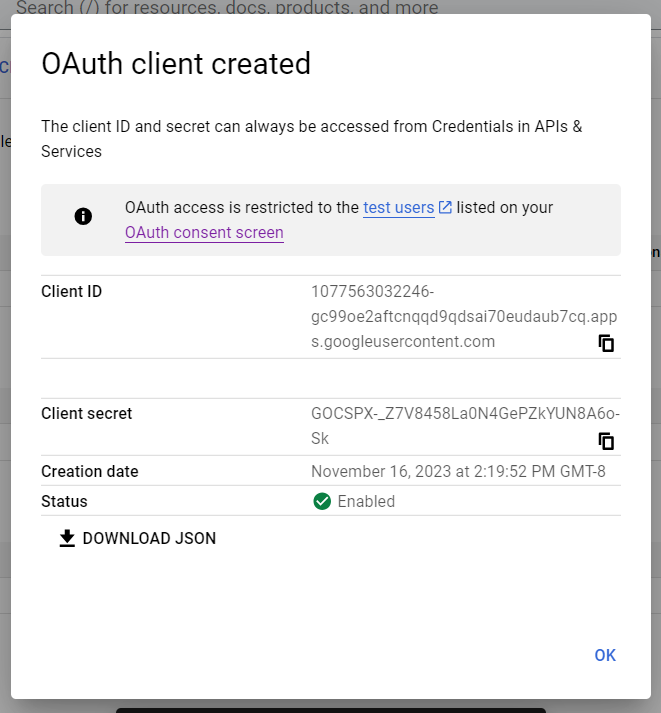 Search (/) for resources, docs, products, and more
OAuth client created
The client ID and secret can always be accessed from Credentials in APIs &
Services
OAuth access is restricted to the test users listed on your
OAuth consent screen
Client ID
1077563032246-
gc99oe2aftcnqqd9qdsai70eudaub7cq.app
s.googleusercontent.com
Client secret
GOCSPX-_Z7V8458La0N4GePZkYUN8A6o-
Sk
Creation date November 16, 2023 at 2:19:52 PM GMT-8
Status Enabled
DOWNLOAD JSON
OK